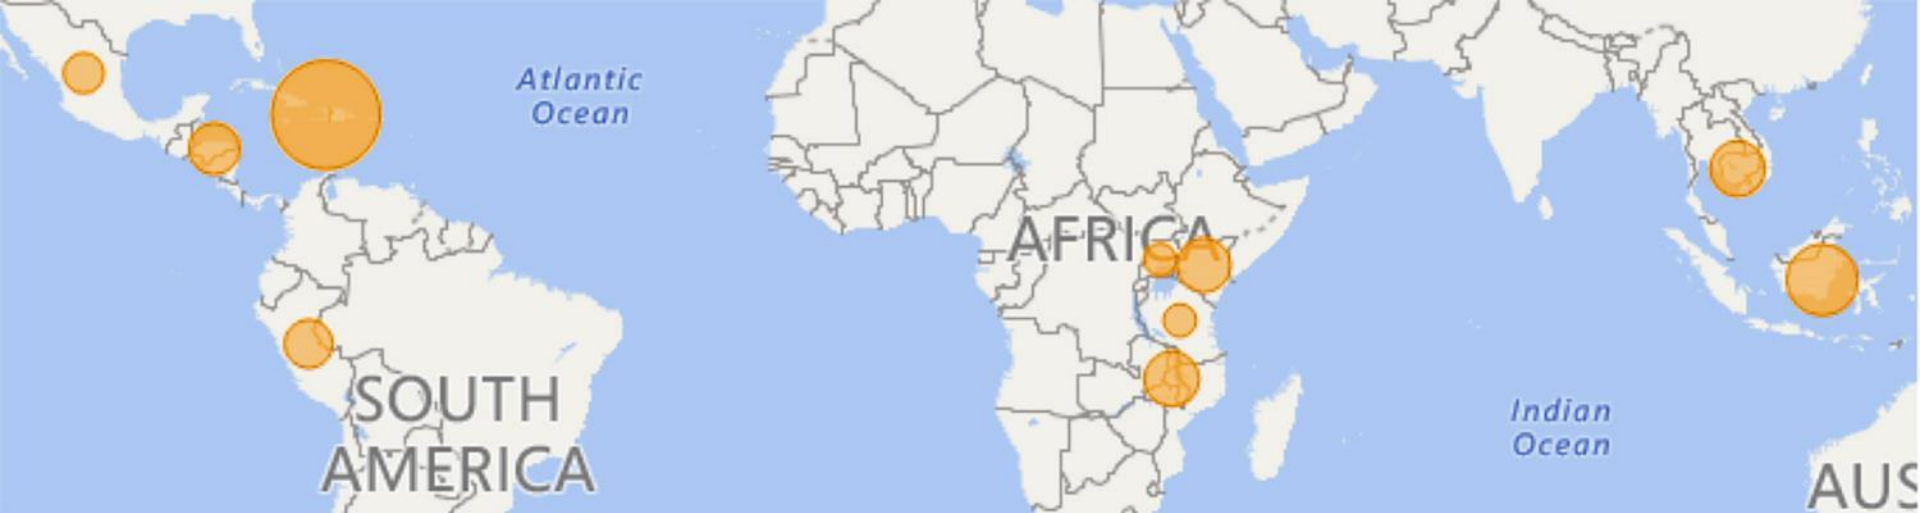 Atlantic
Ocean
AFRICA
SOUTH
AMERICA
Indian
Ocean
AUS